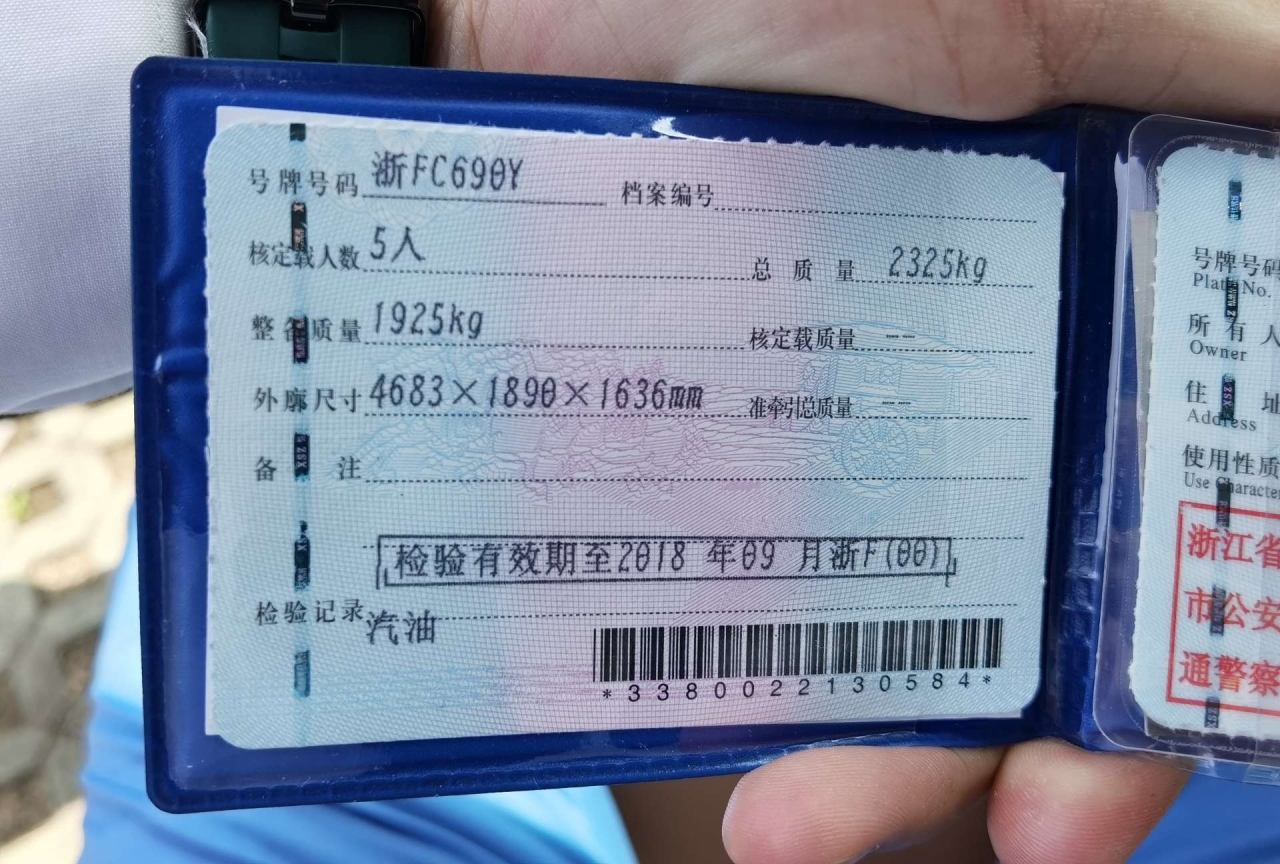 号牌号码 浙FC690Y 档案编号
核定载人数 5人 总质量 2325kg
整备质量 1925kg 核定载质量 --
外廓尺寸 4683×1890×1636mm 准牵引总质量 --
备注
检验有效期至2018 年09 月浙F(00)
检验记录
汽油
*3380022130584*
号牌号码
Plate No.
所有人
Owner
住址
Address
使用性质
Use Characte
浙江省
市公安
通警察